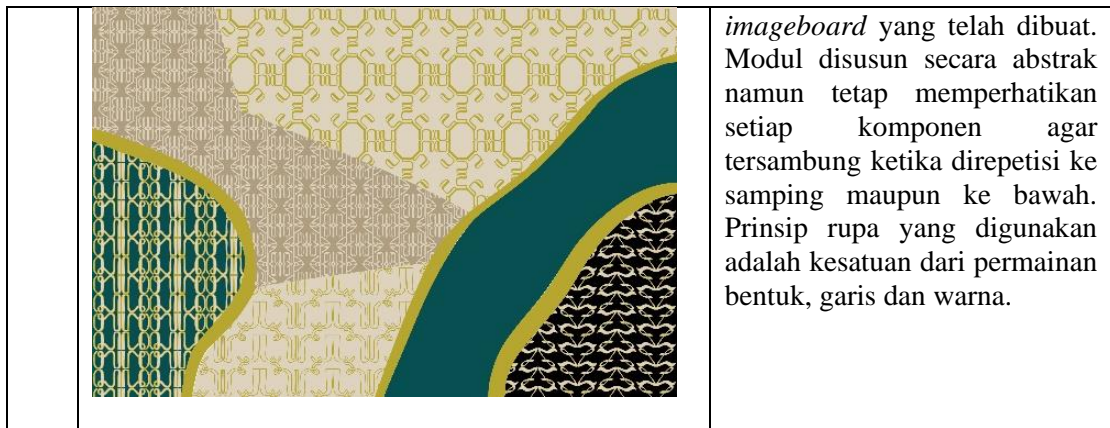 imageboard yang telah dibuat.
Modul disusun secara abstrak
namun tetap memperhatikan
setiap komponen agar
tersambung ketika direpetisi ke
samping maupun ke bawah.
Prinsip rupa yang digunakan
adalah kesatuan dari permainan
bentuk, garis dan warna.